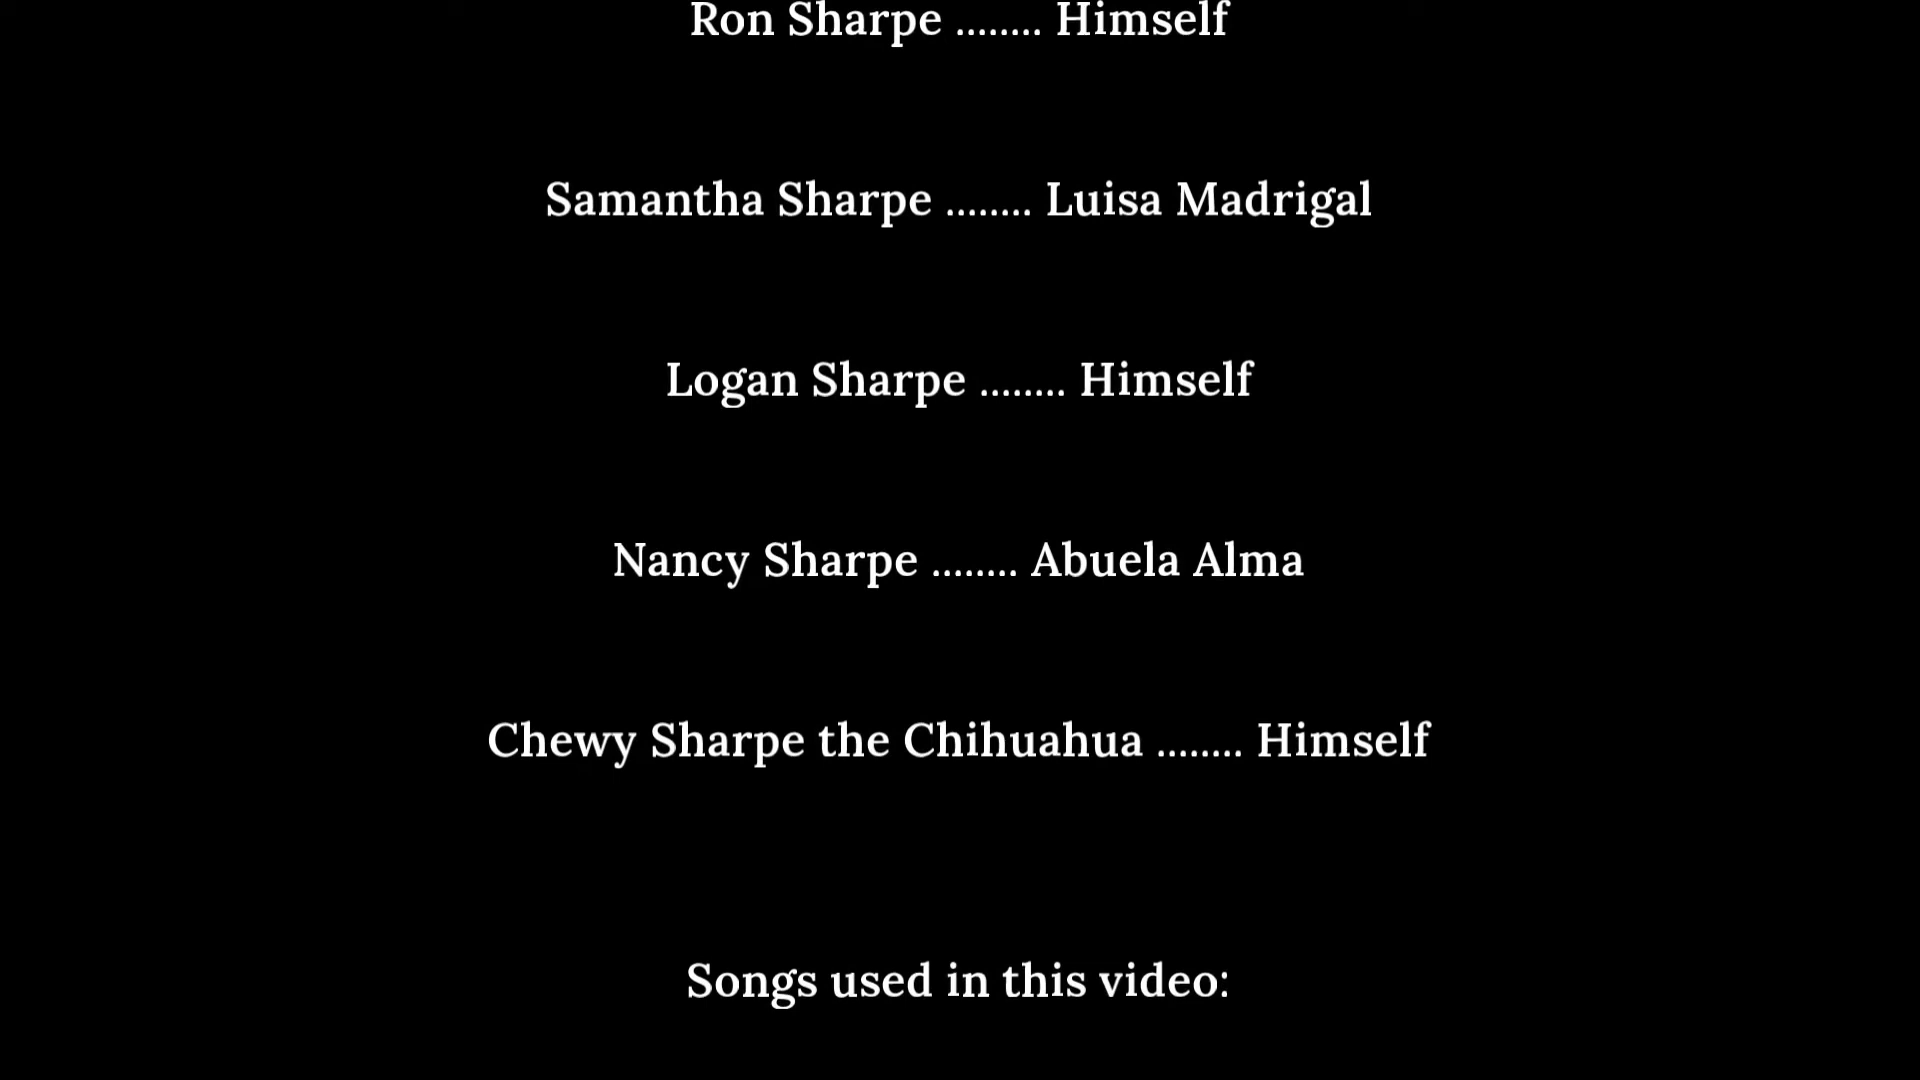 Ron Sharpe ........ Himself
Samantha Sharpe ........ Luisa Madrigal
Logan Sharpe ........ Himself
Nancy Sharpe ........ Abuela Alma
Chewy Sharpe the Chihuahua ........ Himself
Songs used in this video: